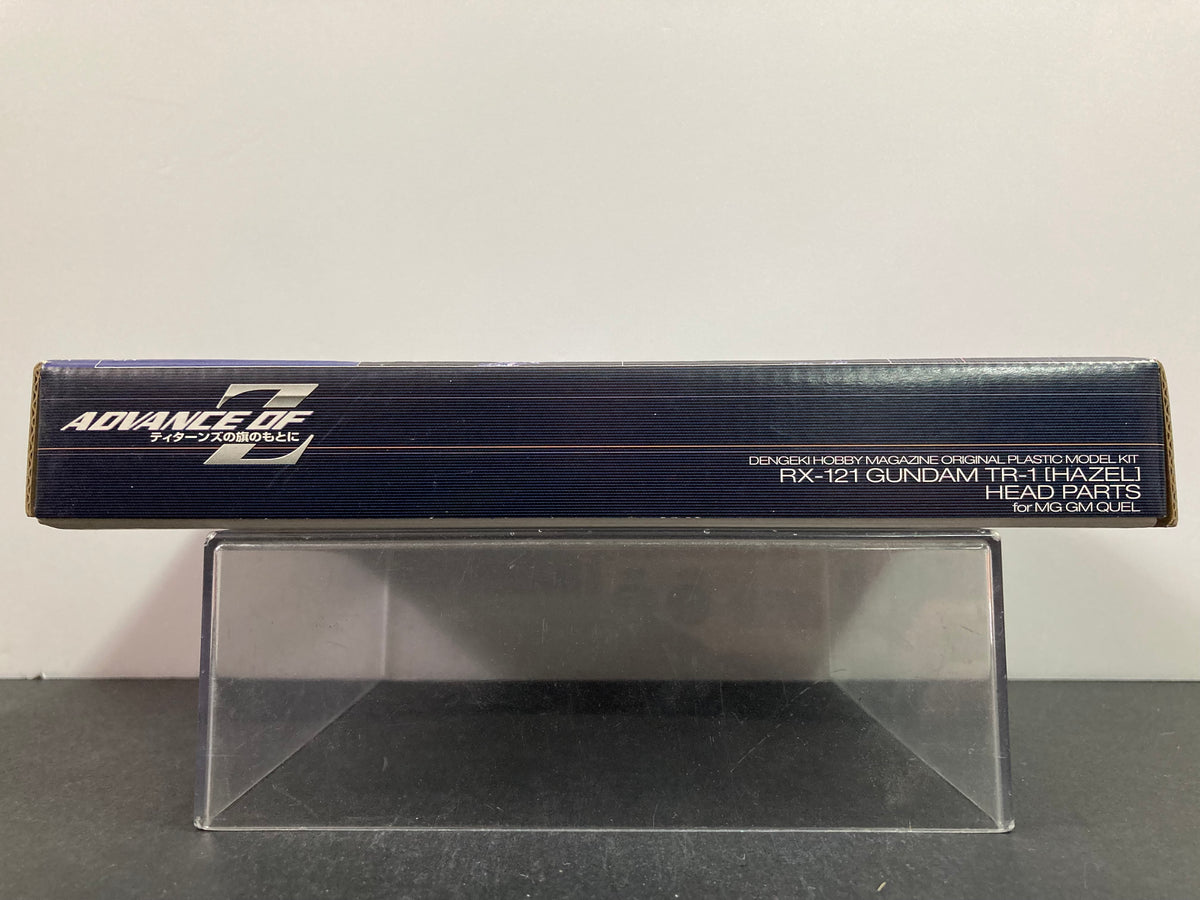 ADVANCE OF Z
ティターンズの旗のもとに
DENGEKI HOBBY MAGAZINE ORIGINAL PLASTIC MODEL KIT
RX-121 GUNDAM TR-1 [HAZEL]
HEAD PARTS
for MG GM QUEL